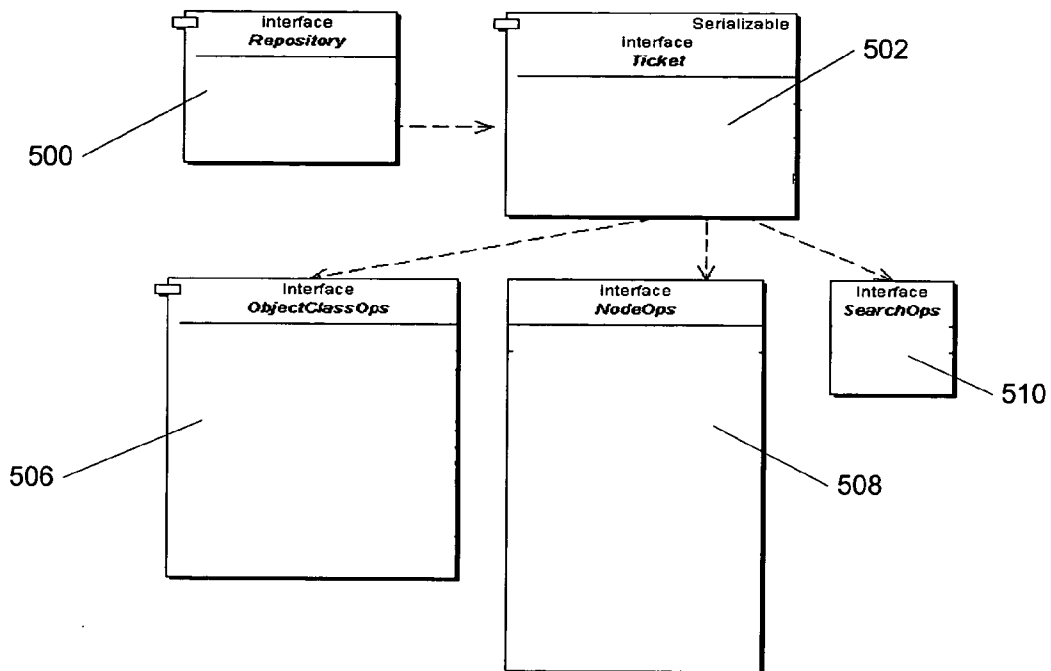 interface
Repository
Serializable
interface
Ticket
502
500
interface
ObjectClassOps
interface
NodeOps
interface
SearchOps
510
506
508